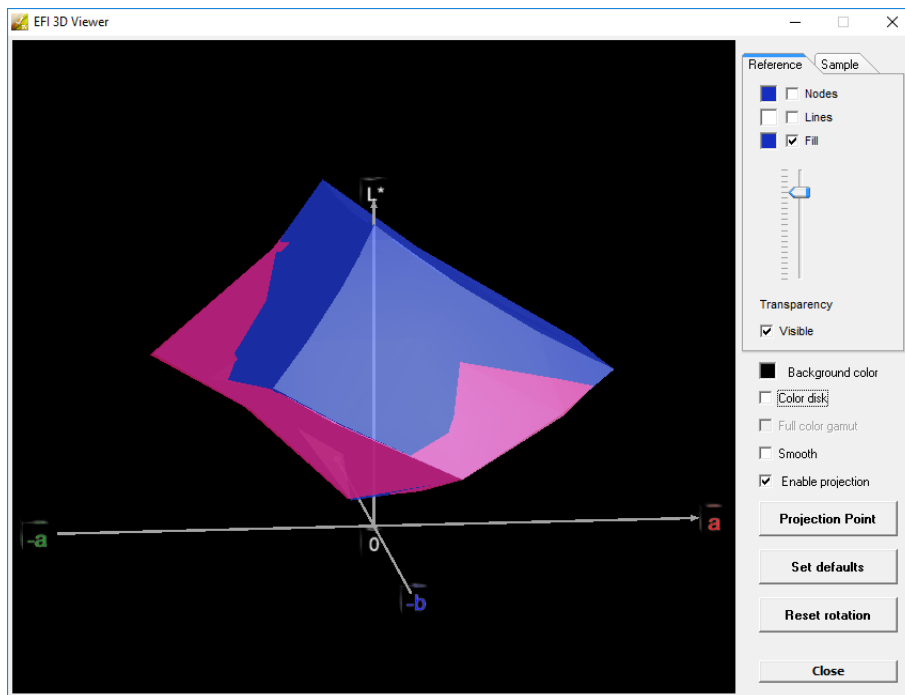 EFI 3D Viewer
Reference Sample
Nodes
Lines
Fill
Transparency
Visible
Background color
Color disk
Full color gamut
Smooth
Enable projection
Projection Point
Set defaults
Reset rotation
Close
L*
-a
a
0
-b